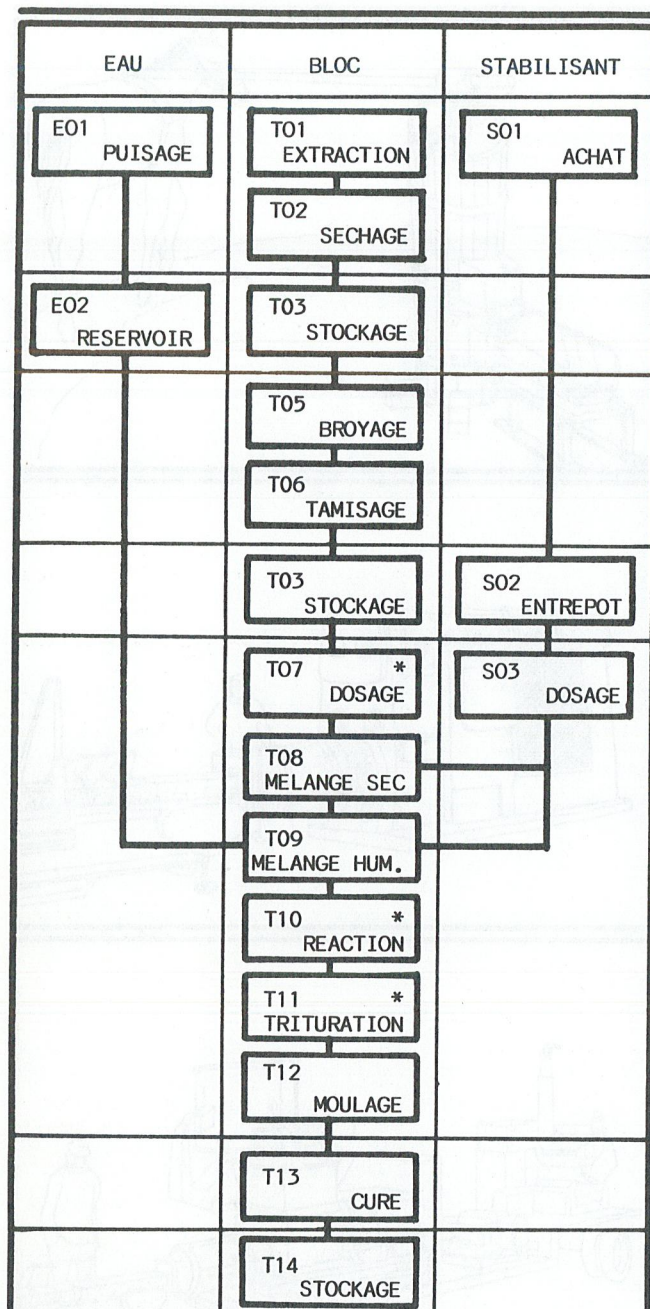 EAU BLOC STABILISANT
E01 T01 S01
PUISAGE EXTRACTION ACHAT
T02
SECHAGE
E02 T03
RESERVOIR STOCKAGE
T05
BROYAGE
T06
TAMISAGE
T03 S02
STOCKAGE ENTREPOT
T07 * S03
DOSAGE DOSAGE
T08
MELANGE SEC
T09
MELANGE HUM.
T10 *
REACTION
T11 *
TRITURATION
T12
MOULAGE
T13
CURE
T14
STOCKAGE